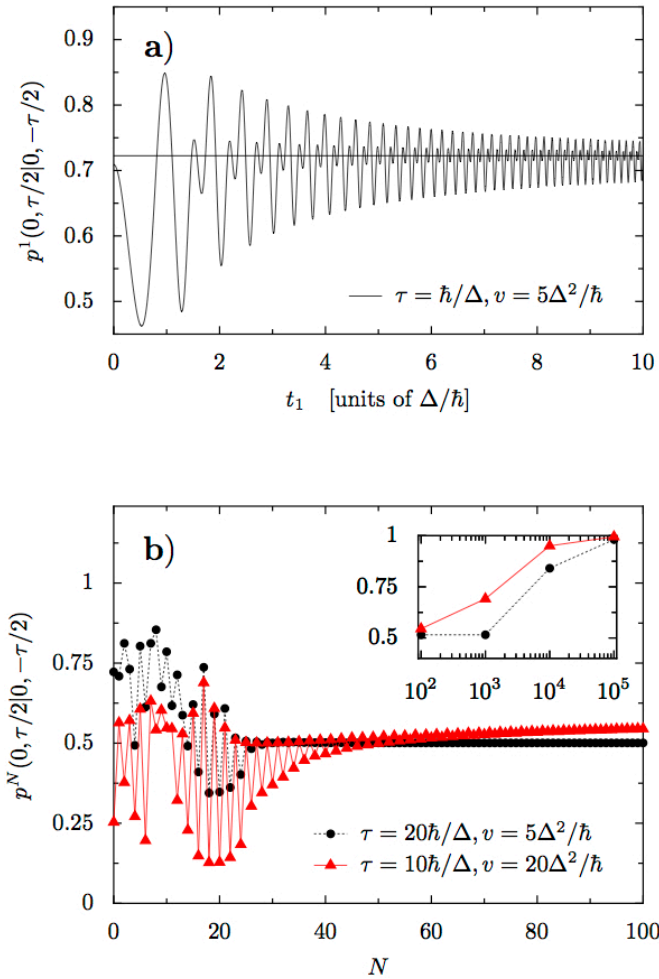 a)
p¹(0, τ/2|0, −τ/2)
0.9
0.8
0.7
0.6
0.5
τ = ħ/Δ, v = 5Δ²/ħ
0 2 4 6 8 10
t₁ [units of Δ/ħ]
b)
pᴺ(0, τ/2|0, −τ/2)
1
0.75
0.5
0.25
0
1
0.75
0.5
10² 10³ 10⁴ 10⁵
τ = 20ħ/Δ, v = 5Δ²/ħ
τ = 10ħ/Δ, v = 20Δ²/ħ
0 20 40 60 80 100
N